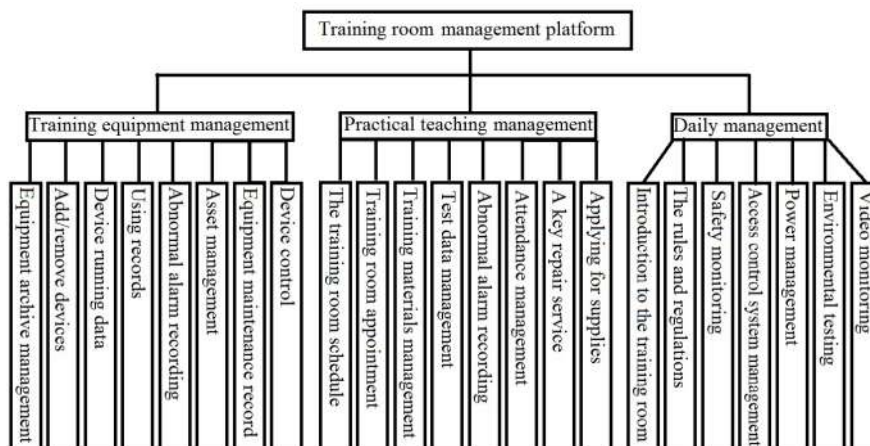 Training room management platform
Training equipment management
Practical teaching management
Daily management
Equipment archive management
Add/remove devices
Device running data
Using records
Abnormal alarm recording
Asset management
Equipment maintenance record
Device control
The training room schedule
Training room appointment
Training materials management
Test data management
Abnormal alarm recording
Attendance management
A key repair service
Applying for supplies
Introduction to the training room
The rules and regulations
Safety monitoring
Access control system management
Power management
Environmental testing
Video monitoring